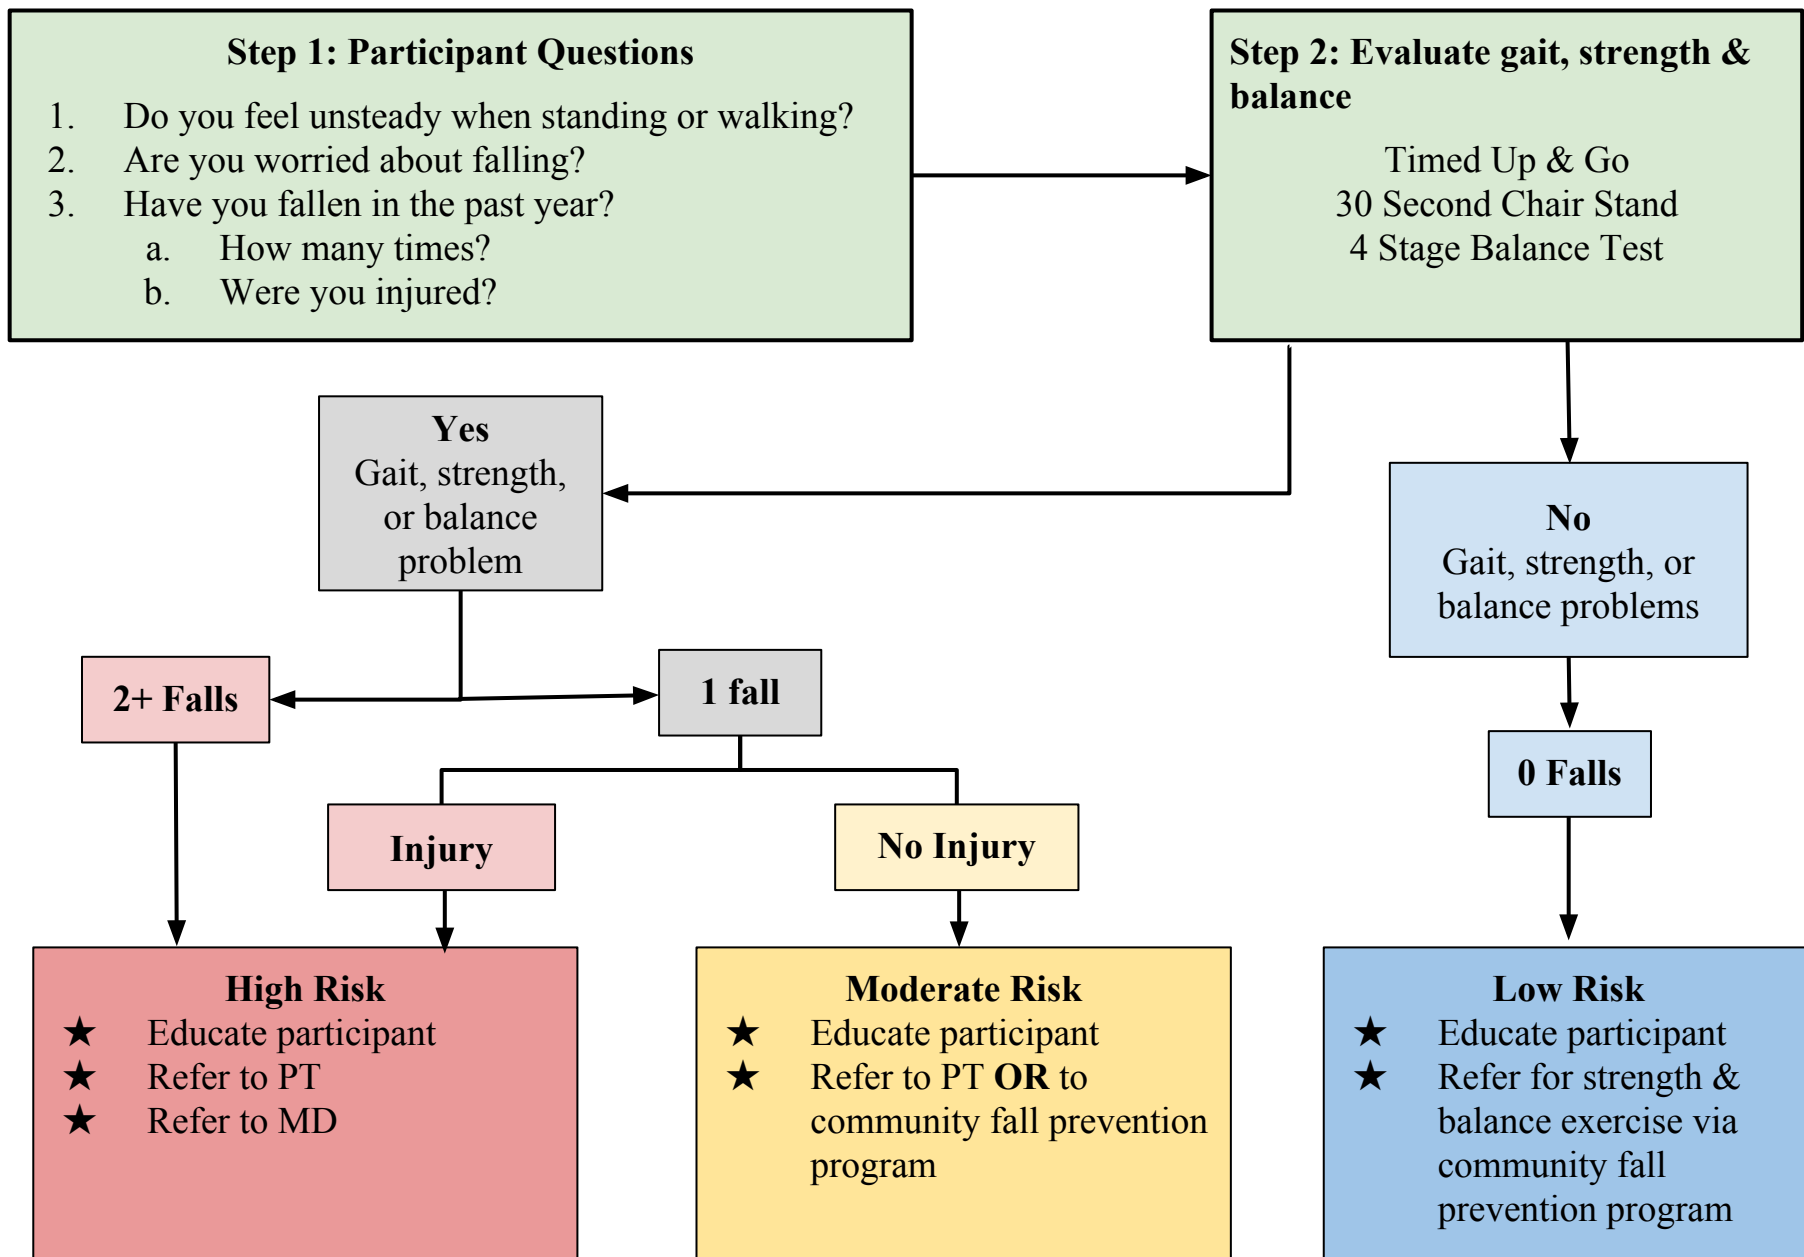 Step 1: Participant Questions
1. Do you feel unsteady when standing or walking?
2. Are you worried about falling?
3. Have you fallen in the past year?
a. How many times?
b. Were you injured?
Step 2: Evaluate gait, strength &
balance
Timed Up & Go
30 Second Chair Stand
4 Stage Balance Test
Yes
Gait, strength,
or balance
problem
No
Gait, strength, or
balance problems
2+ Falls
1 fall
0 Falls
Injury
No Injury
High Risk
★ Educate participant
★ Refer to PT
★ Refer to MD
Moderate Risk
★ Educate participant
★ Refer to PT OR to
community fall prevention
program
Low Risk
★ Educate participant
★ Refer for strength &
balance exercise via
community fall
prevention program